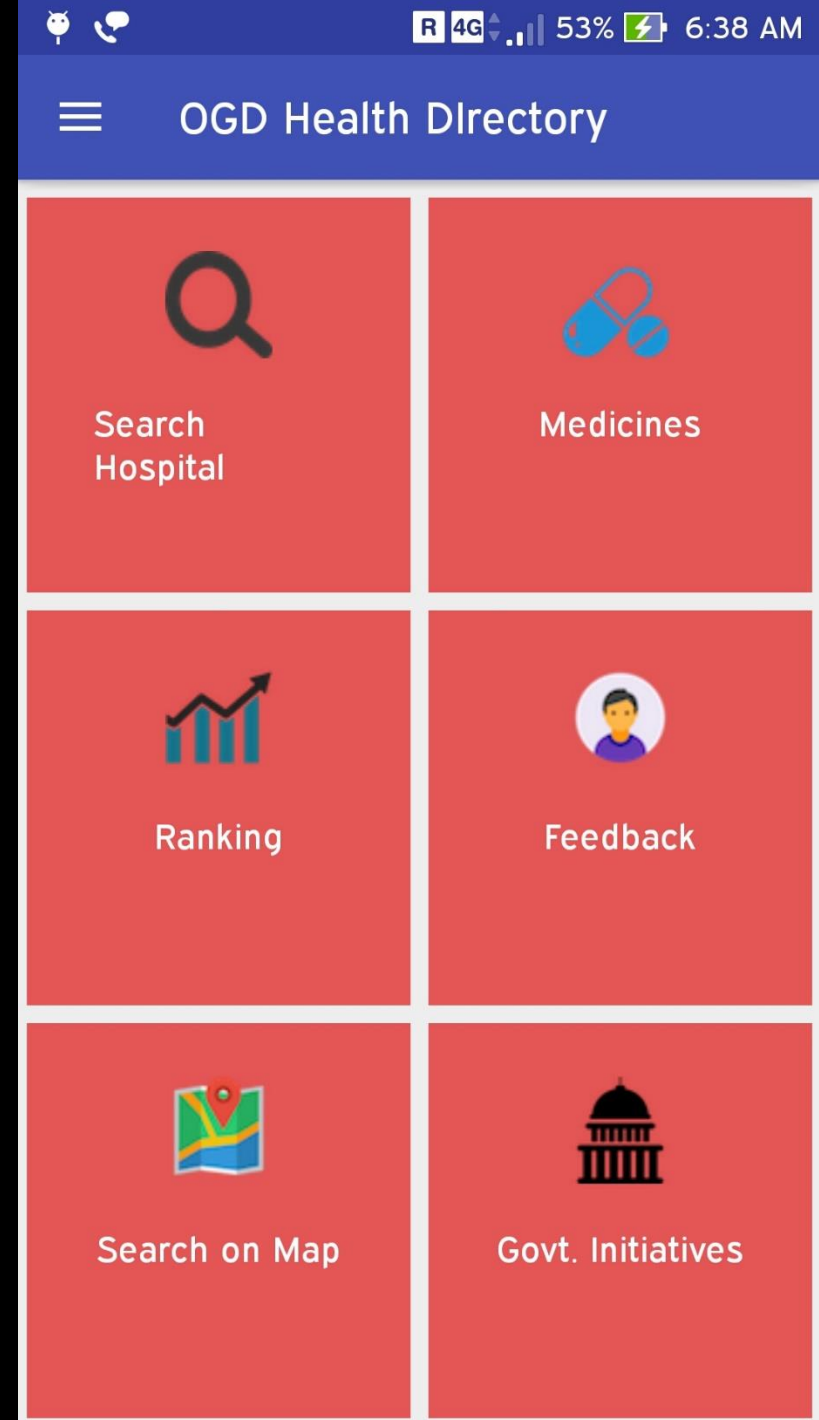 R 4G 53% 6:38 AM
OGD Health DIrectory
Search
Hospital
Medicines
Ranking
Feedback
Search on Map
Govt. Initiatives